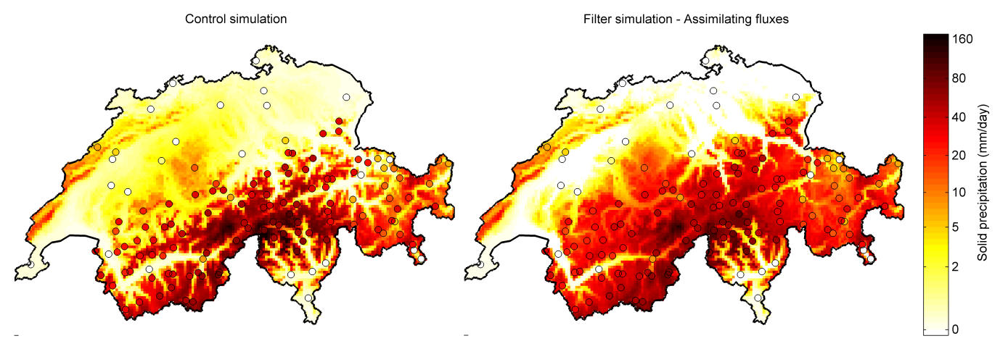 Control simulation
Filter simulation - Assimilating fluxes
160
80
40
20
10
5
2
0
Solid precipitation (mm/day)